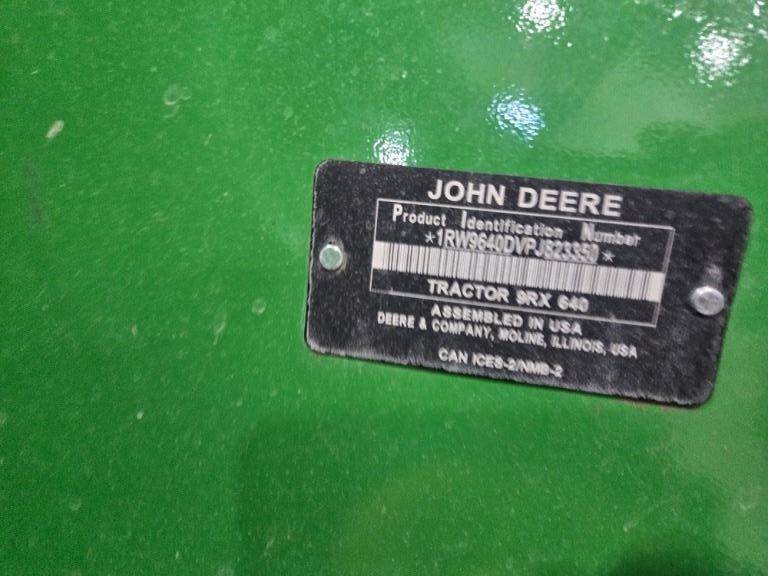 JOHN DEERE
Product Identification Number
*1RW9640DVPJ823350*
TRACTOR 9RX 640
ASSEMBLED IN USA
DEERE & COMPANY, MOLINE, ILLINOIS, USA
CAN ICES-2/NMB-2